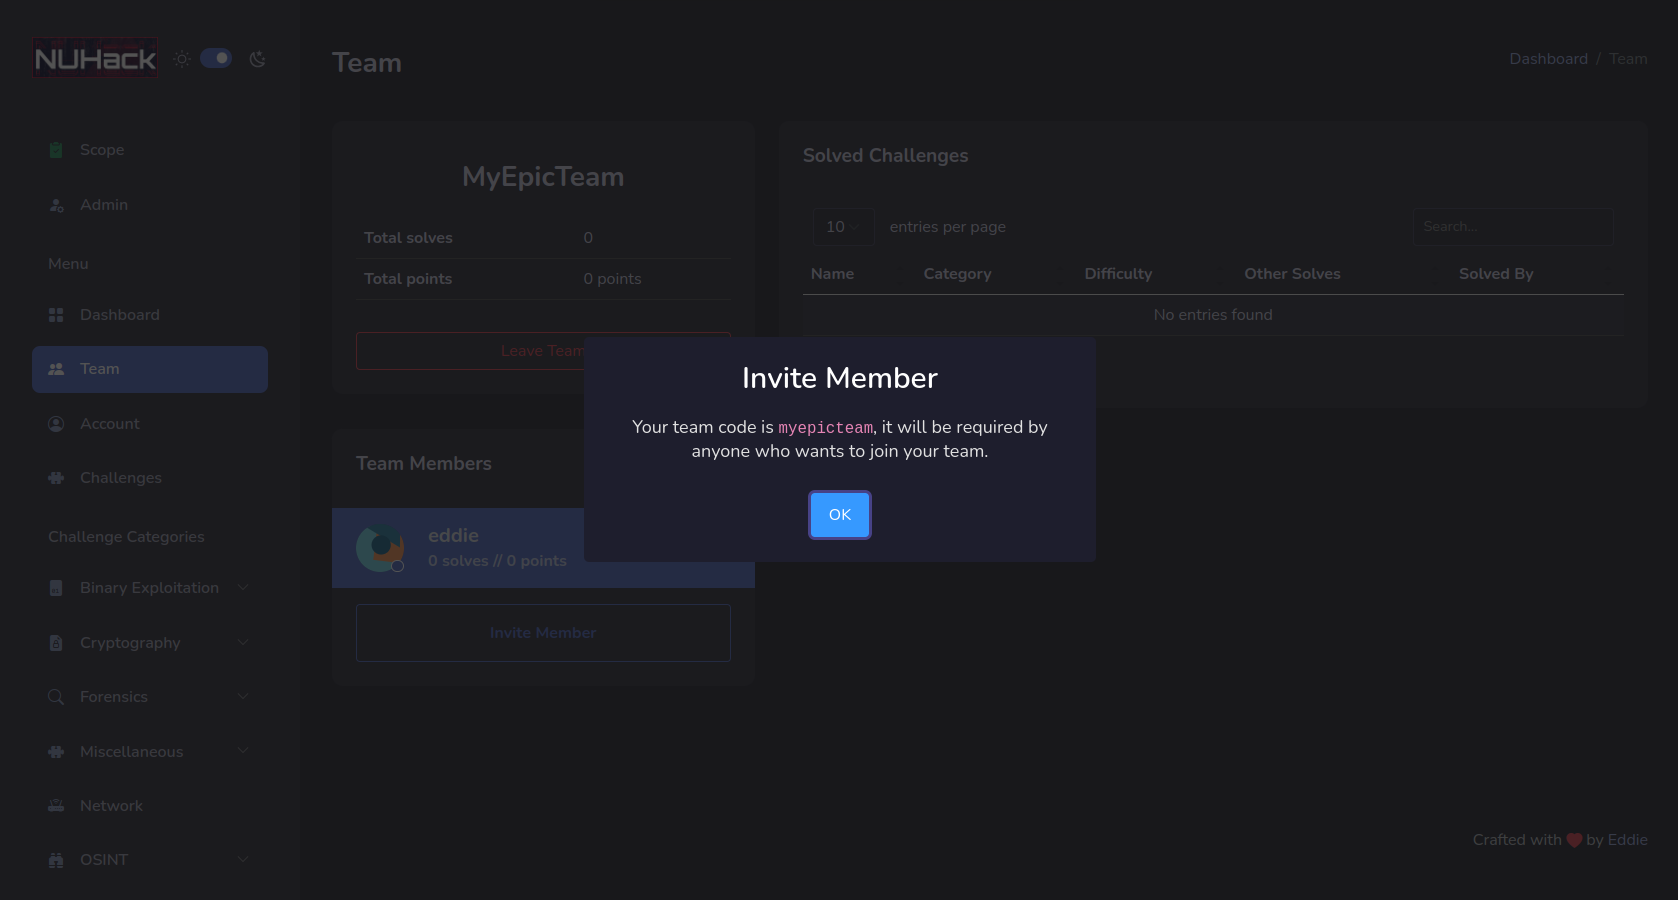 NUHack
Scope
Admin
Menu
Dashboard
Team
Account
Challenges
Challenge Categories
Binary Exploitation
Cryptography
Forensics
Miscellaneous
Network
OSINT
Team
Dashboard / Team
MyEpicTeam
Total solves 0
Total points 0 points
Leave Team
Team Members
eddie
0 solves // 0 points
Invite Member
Solved Challenges
10 entries per page
Search...
Name Category Difficulty Other Solves Solved By
No entries found
Invite Member
Your team code is myepicteam, it will be required by
anyone who wants to join your team.
OK
Crafted with by Eddie